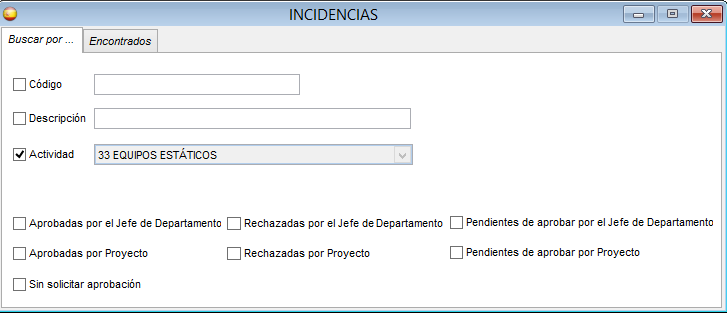 INCIDENCIAS
Buscar por ... Encontrados
Código
Descripción
Actividad 33 EQUIPOS ESTÁTICOS
Aprobadas por el Jefe de Departamento Rechazadas por el Jefe de Departamento Pendientes de aprobar por el Jefe de Departamento
Aprobadas por Proyecto Rechazadas por Proyecto Pendientes de aprobar por Proyecto
Sin solicitar aprobación